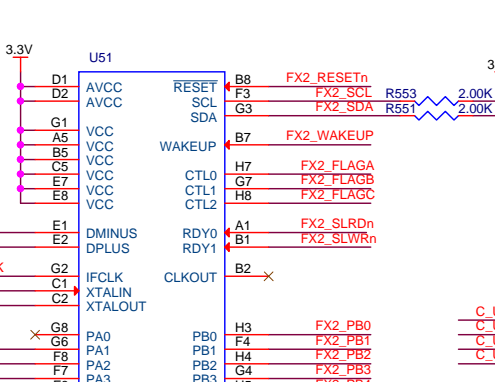 3.3V
U51
3
D1 AVCC RESET B8 FX2_RESETn
D2 AVCC SCL F3 FX2_SCL R553 2.00K
SDA G3 FX2_SDA R551 2.00K
G1 VCC
A5 VCC WAKEUP B7 FX2_WAKEUP
B5 VCC
C5 VCC CTL0 H7 FX2_FLAGA
E7 VCC CTL1 G7 FX2_FLAGB
E8 VCC CTL2 H8 FX2_FLAGC
E1 DMINUS RDY0 A1 FX2_SLRDn
E2 DPLUS RDY1 B1 FX2_SLWRn
K G2 IFCLK CLKOUT B2
C1 XTALIN
C2 XTALOUT
G8 PA0 PB0 H3 FX2_PB0
G6 PA1 PB1 F4 FX2_PB1
F8 PA2 PB2 H4 FX2_PB2
F7 PA3 PB3 G4 FX2_PB3